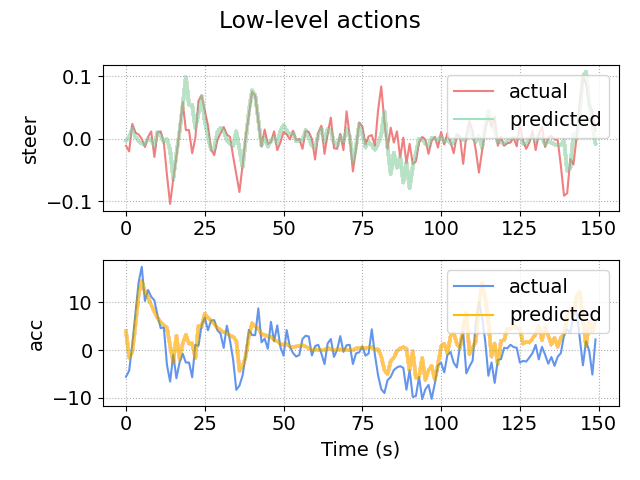 Low-level actions
0.1
0.0
−0.1
steer
actual
predicted
0 25 50 75 100 125 150
10
0
−10
acc
actual
predicted
0 25 50 75 100 125 150
Time (s)